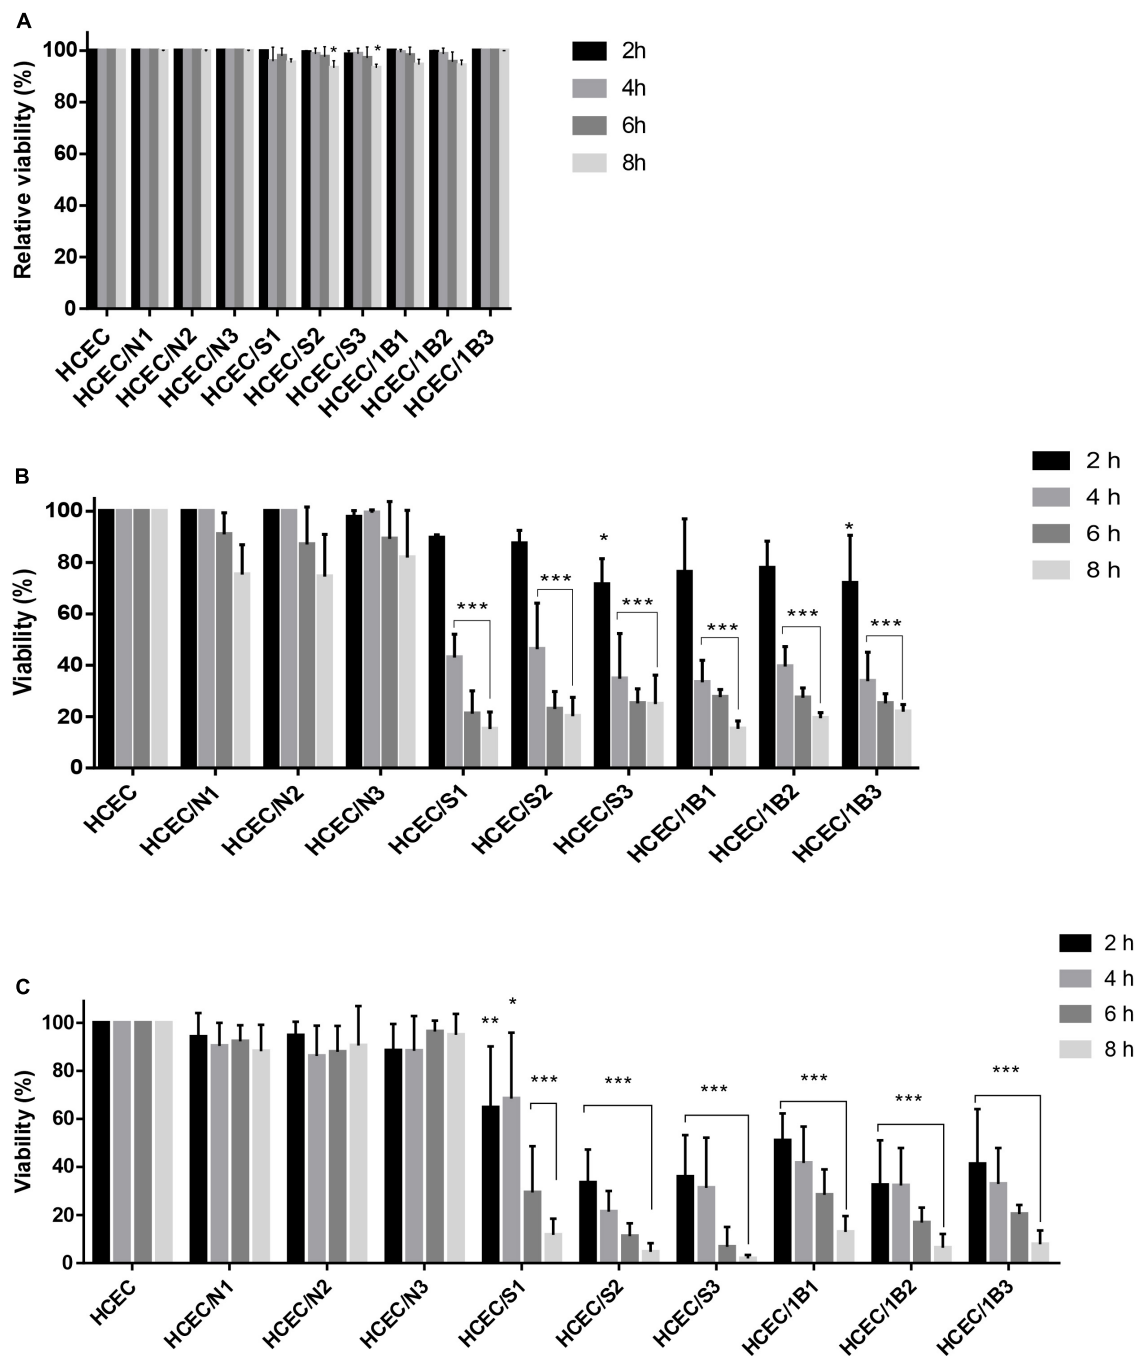 A
Relative viability (%)
100
80
60
40
20
0
* *
2h
4h
6h
8h
HCEC
HCEC/N1
HCEC/N2
HCEC/N3
HCEC/S1
HCEC/S2
HCEC/S3
HCEC/1B1
HCEC/1B2
HCEC/1B3
B
Viability (%)
100
80
60
40
20
0
***
***
*
***
***
***
*
***
2 h
4 h
6 h
8 h
HCEC
HCEC/N1
HCEC/N2
HCEC/N3
HCEC/S1
HCEC/S2
HCEC/S3
HCEC/1B1
HCEC/1B2
HCEC/1B3
C
Viability (%)
100
80
60
40
20
0
**
*
***
***
***
***
***
***
2 h
4 h
6 h
8 h
HCEC
HCEC/N1
HCEC/N2
HCEC/N3
HCEC/S1
HCEC/S2
HCEC/S3
HCEC/1B1
HCEC/1B2
HCEC/1B3